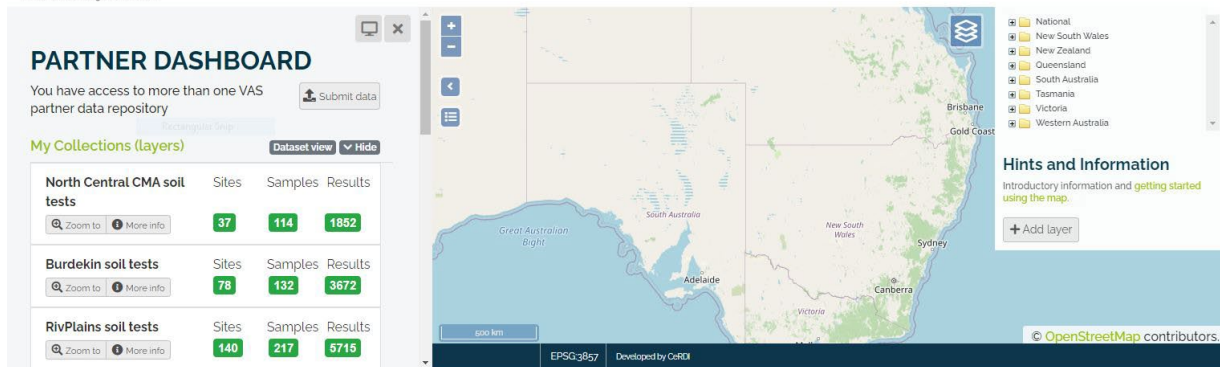 PARTNER DASHBOARD
You have access to more than one VAS
partner data repository
Submit data
Rectangular Snip
My Collections (layers)
Dataset view
Hide
North Central CMA soil
tests
Sites
Samples
Results
Zoom to
More info
37
114
1852
Burdekin soil tests
Sites
Samples
Results
Zoom to
More info
78
132
3672
RivPlains soil tests
Sites
Samples
Results
Zoom to
More info
140
217
5715
Brisbane
Gold Coast
South Australia
Great Australian
Bight
New South
Wales
Sydney
Adelaide
Canberra
Victoria
500 km
EPSG:3857
Developed by CeRDI
National
New South Wales
New Zealand
Queensland
South Australia
Tasmania
Victoria
Western Australia
Hints and Information
Introductory information and getting started
using the map.
+ Add layer
© OpenStreetMap contributors.